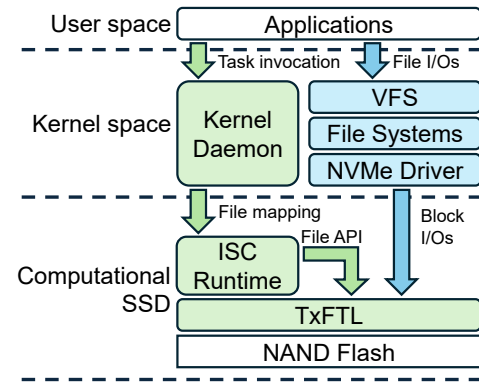 User space
Applications
Task invocation
File I/Os
Kernel space
Kernel
Daemon
VFS
File Systems
NVMe Driver
File mapping
Block
I/Os
File API
Computational
SSD
ISC
Runtime
TxFTL
NAND Flash